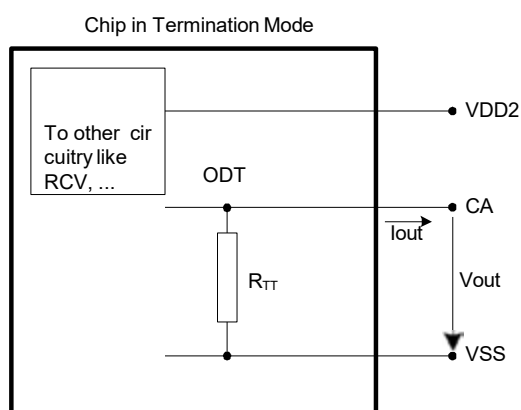 Chip in Termination Mode
VDD2
To other cir
cuitry like
RCV, ...
ODT
CA
Iout
RTT
Vout
VSS